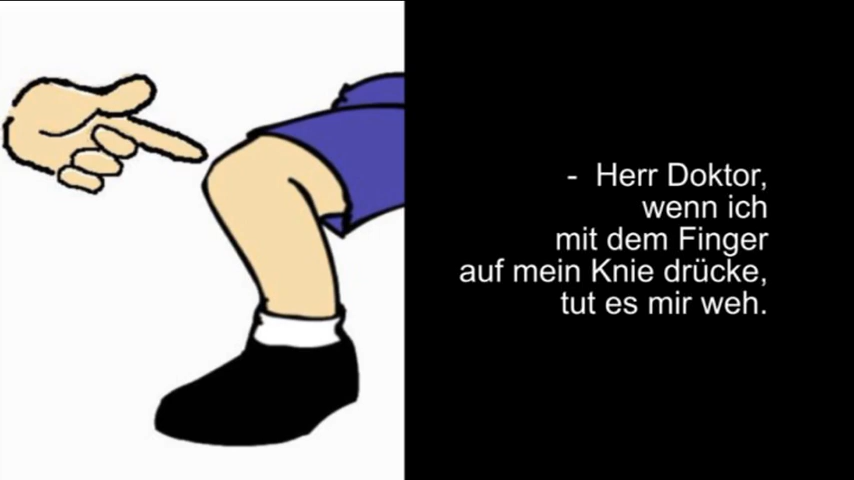 - Herr Doktor,
wenn ich
mit dem Finger
auf mein Knie drücke,
tut es mir weh.